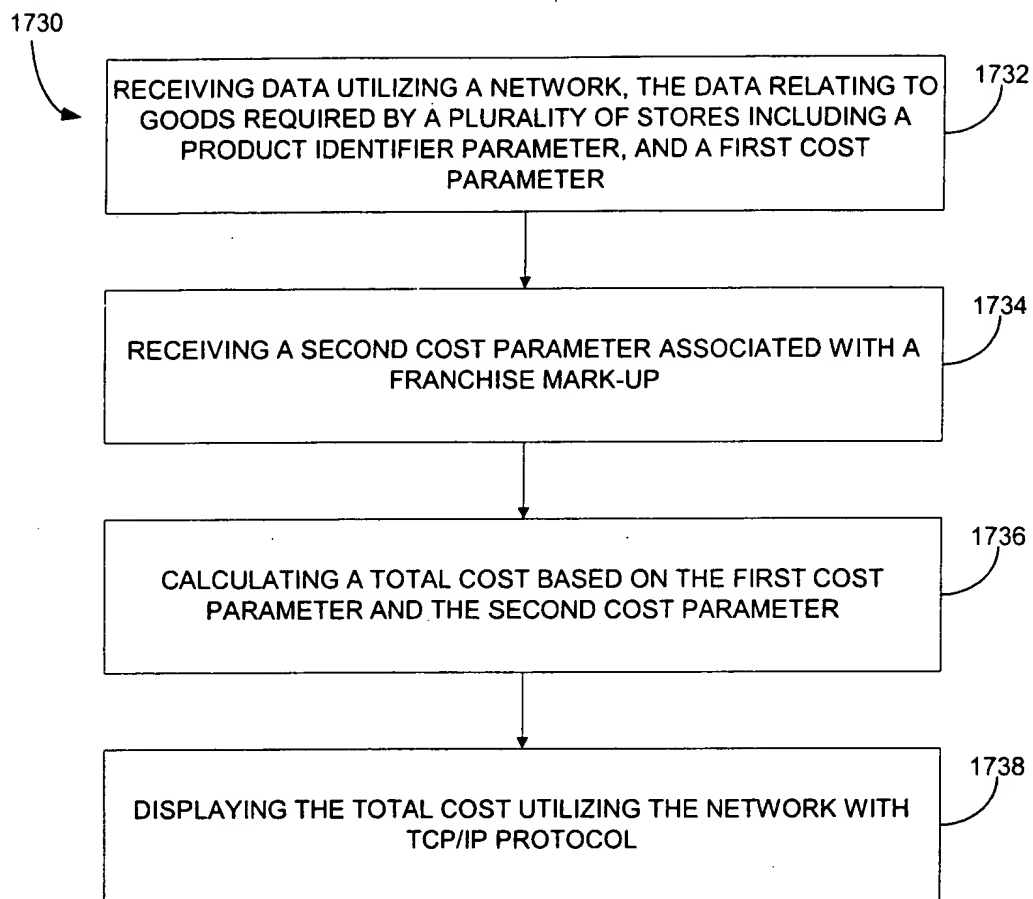 1730
RECEIVING DATA UTILIZING A NETWORK, THE DATA RELATING TO
GOODS REQUIRED BY A PLURALITY OF STORES INCLUDING A
PRODUCT IDENTIFIER PARAMETER, AND A FIRST COST
PARAMETER
1732
RECEIVING A SECOND COST PARAMETER ASSOCIATED WITH A
FRANCHISE MARK-UP
1734
CALCULATING A TOTAL COST BASED ON THE FIRST COST
PARAMETER AND THE SECOND COST PARAMETER
1736
DISPLAYING THE TOTAL COST UTILIZING THE NETWORK WITH
TCP/IP PROTOCOL
1738